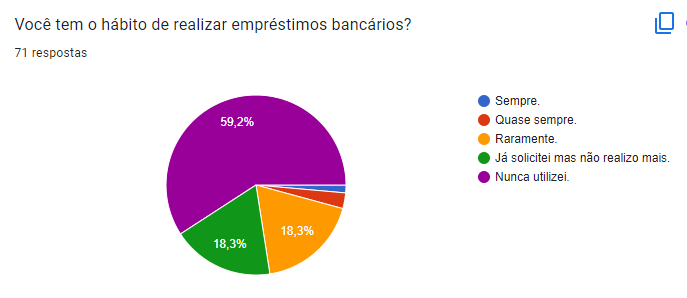 Você tem o hábito de realizar empréstimos bancários?
71 respostas
59,2%
18,3%
18,3%
Sempre.
Quase sempre.
Raramente.
Já solicitei mas não realizo mais.
Nunca utilizei.